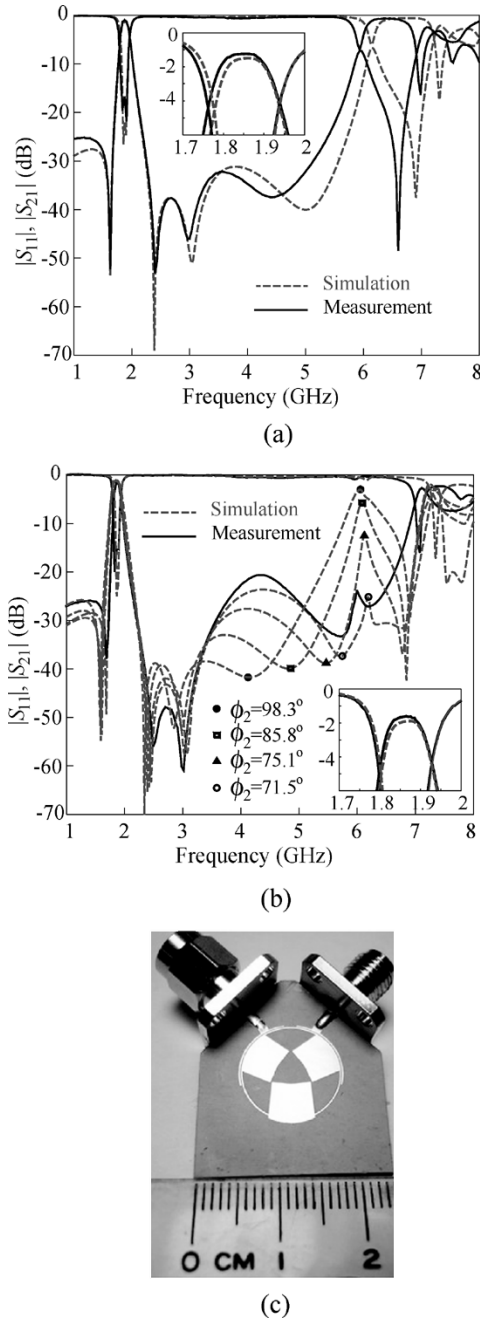 0
-10
-20
-30
-40
-50
-60
-70
|S11|, |S21| (dB)
-2
-4
1.7 1.8 1.9 2
Simulation
Measurement
1 2 3 4 5 6 7 8
Frequency (GHz)
(a)
0
-10
-20
-30
-40
-50
-60
-70
|S11|, |S21| (dB)
Simulation
Measurement
ϕ2=98.3°
ϕ2=85.8°
ϕ2=75.1°
ϕ2=71.5°
0
-2
-4
1.7 1.8 1.9 2
1 2 3 4 5 6 7 8
Frequency (GHz)
(b)
0 CM 1 2
(c)